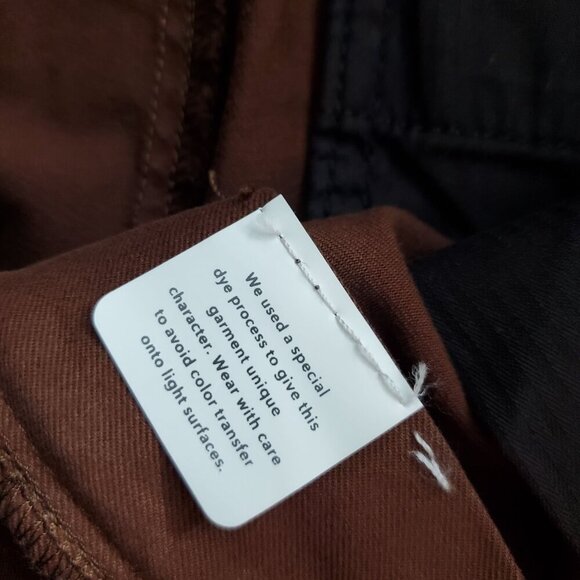 We used a special
dye process to give this
garment unique
character. Wear with care
to avoid color transfer
onto light surfaces.